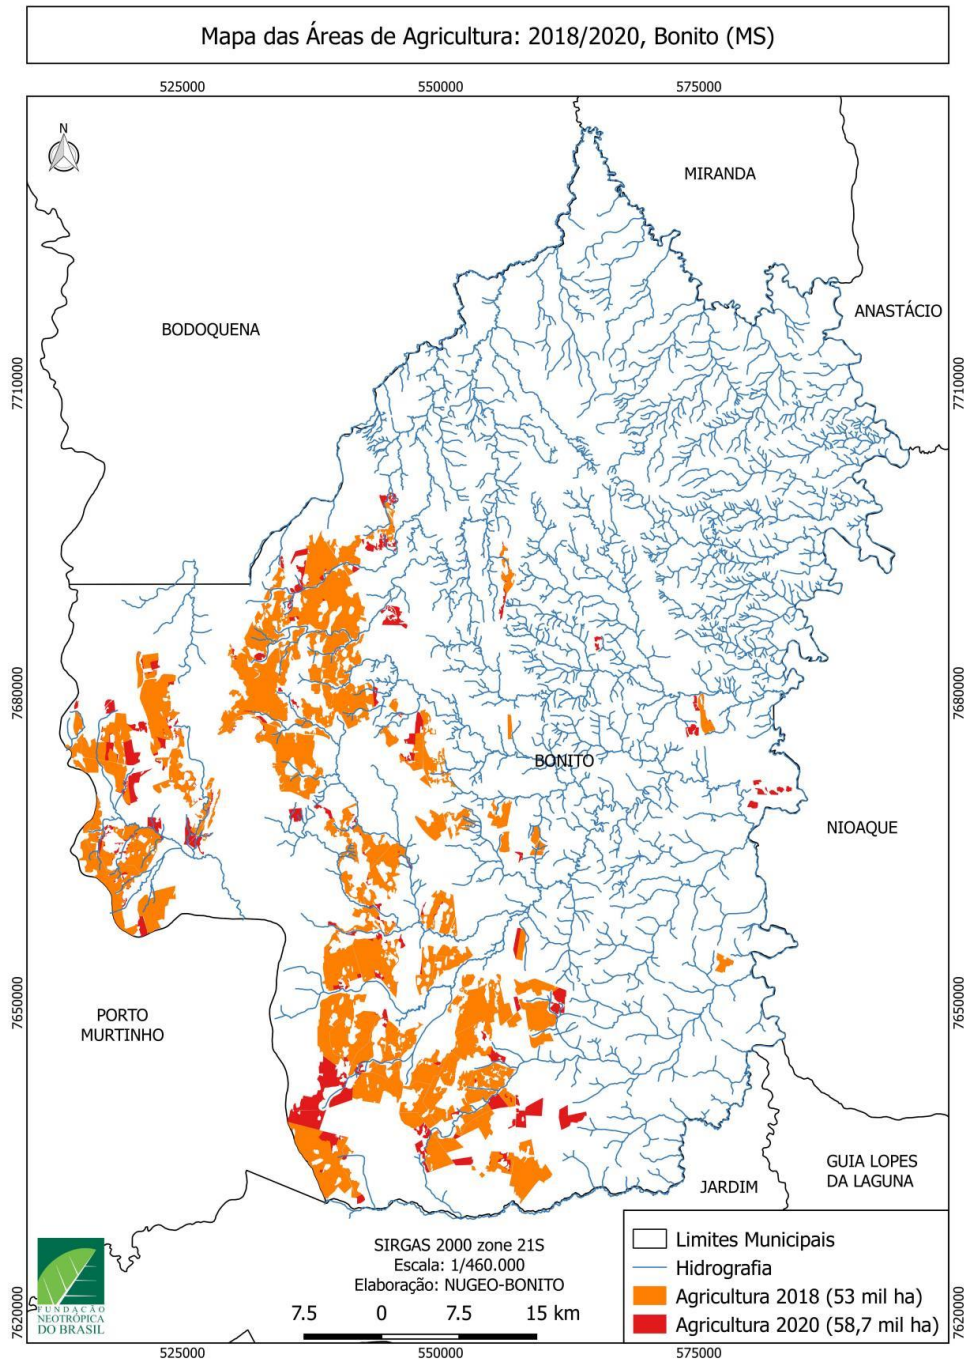 Mapa das Áreas de Agricultura: 2018/2020, Bonito (MS)
525000
550000
575000
N
MIRANDA
ANASTÁCIO
BODOQUENA
7710000
7710000
7680000
7680000
BONITO
NIOAQUE
7650000
7650000
PORTO
MURTINHO
GUIA LOPES
DA LAGUNA
JARDIM
SIRGAS 2000 zone 21S
Escala: 1/460.000
Elaboração: NUGEO-BONITO
7.5 0 7.5 15 km
Limites Municipais
Hidrografia
Agricultura 2018 (53 mil ha)
Agricultura 2020 (58,7 mil ha)
FUNDAÇÃO
NEOTRÓPICA
DO BRASIL
7620000
7620000
525000
550000
575000